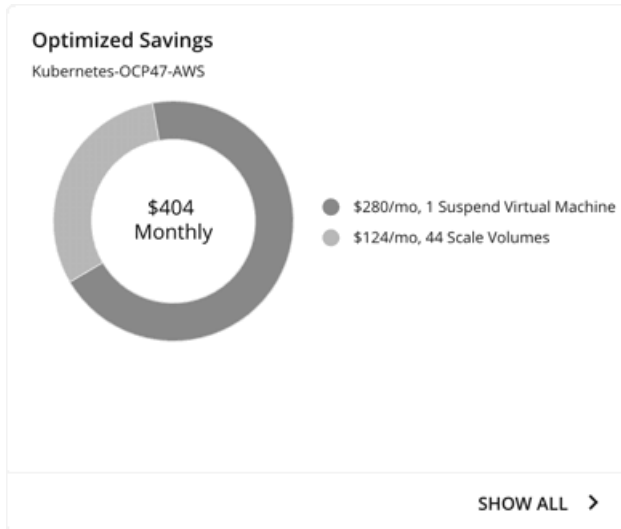 Optimized Savings
Kubernetes-OCP47-AWS
$404
Monthly
$280/mo, 1 Suspend Virtual Machine
$124/mo, 44 Scale Volumes
SHOW ALL